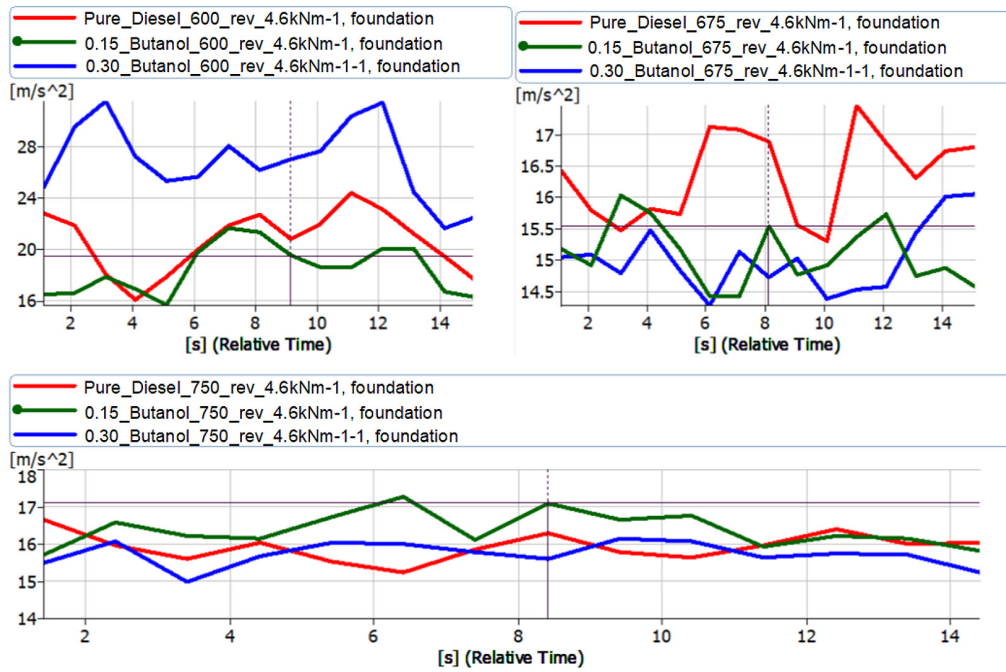 Pure_Diesel_600_rev_4.6kNm-1, foundation
0.15_Butanol_600_rev_4.6kNm-1, foundation
0.30_Butanol_600_rev_4.6kNm-1-1, foundation
[m/s^2]
28
24
20
16
2 4 6 8 10 12 14
[s] (Relative Time)
Pure_Diesel_675_rev_4.6kNm-1, foundation
0.15_Butanol_675_rev_4.6kNm-1, foundation
0.30_Butanol_675_rev_4.6kNm-1-1, foundation
[m/s^2]
17
16.5
16
15.5
15
14.5
2 4 6 8 10 12 14
[s] (Relative Time)
Pure_Diesel_750_rev_4.6kNm-1, foundation
0.15_Butanol_750_rev_4.6kNm-1, foundation
0.30_Butanol_750_rev_4.6kNm-1-1, foundation
[m/s^2]
18
17
16
15
14
2 4 6 8 10 12 14
[s] (Relative Time)